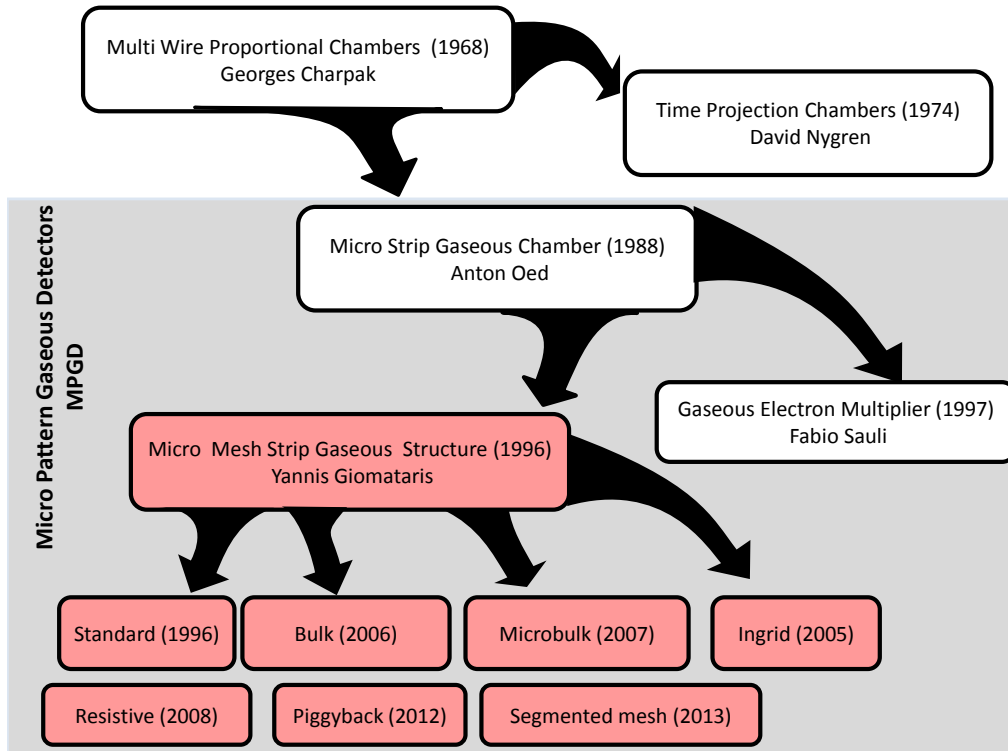 Multi Wire Proportional Chambers (1968)
Georges Charpak
Time Projection Chambers (1974)
David Nygren
Micro Pattern Gaseous Detectors
MPGD
Micro Strip Gaseous Chamber (1988)
Anton Oed
Gaseous Electron Multiplier (1997)
Fabio Sauli
Micro Mesh Strip Gaseous Structure (1996)
Yannis Giomataris
Standard (1996)
Bulk (2006)
Microbulk (2007)
Ingrid (2005)
Resistive (2008)
Piggyback (2012)
Segmented mesh (2013)